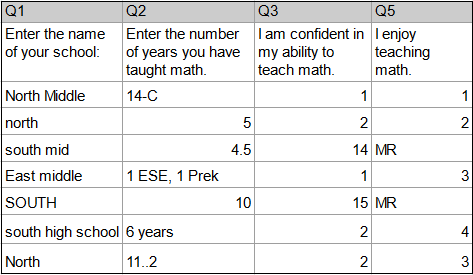 Q1 Q2 Q3 Q5
Enter the name Enter the number I am confident in I enjoy
of your school: of years you have my ability to teaching
taught math. teach math. math.
North Middle 14-C 1 1
north 5 2 2
south mid 4.5 14 MR
East middle 1 ESE, 1 Prek 1 3
SOUTH 10 15 MR
south high school 6 years 2 4
North 11..2 2 3